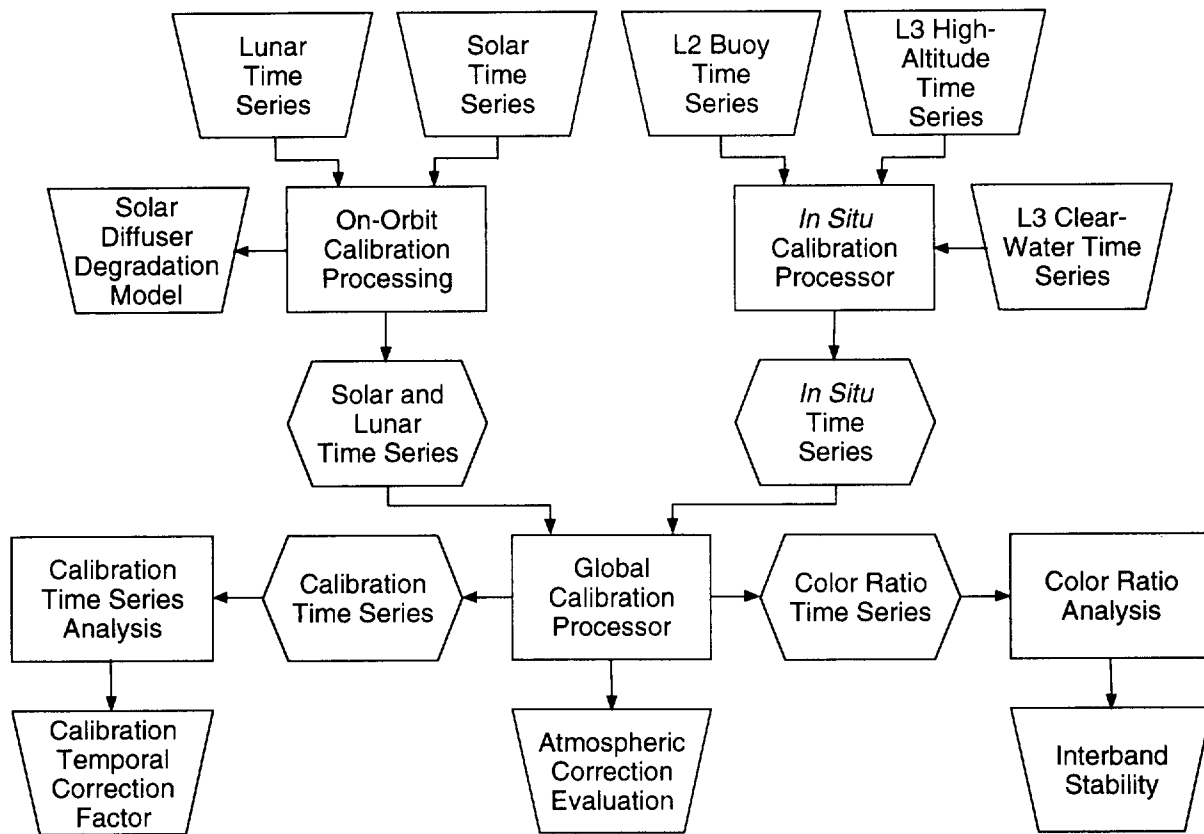 Lunar
Time
Series
Solar
Time
Series
L2 Buoy
Time
Series
L3 High-
Altitude
Time
Series
Solar
Diffuser
Degradation
Model
On-Orbit
Calibration
Processing
In Situ
Calibration
Processor
L3 Clear-
Water Time
Series
Solar and
Lunar
Time Series
In Situ
Time
Series
Calibration
Time Series
Analysis
Calibration
Time Series
Global
Calibration
Processor
Color Ratio
Time Series
Color Ratio
Analysis
Calibration
Temporal
Correction
Factor
Atmospheric
Correction
Evaluation
Interband
Stability